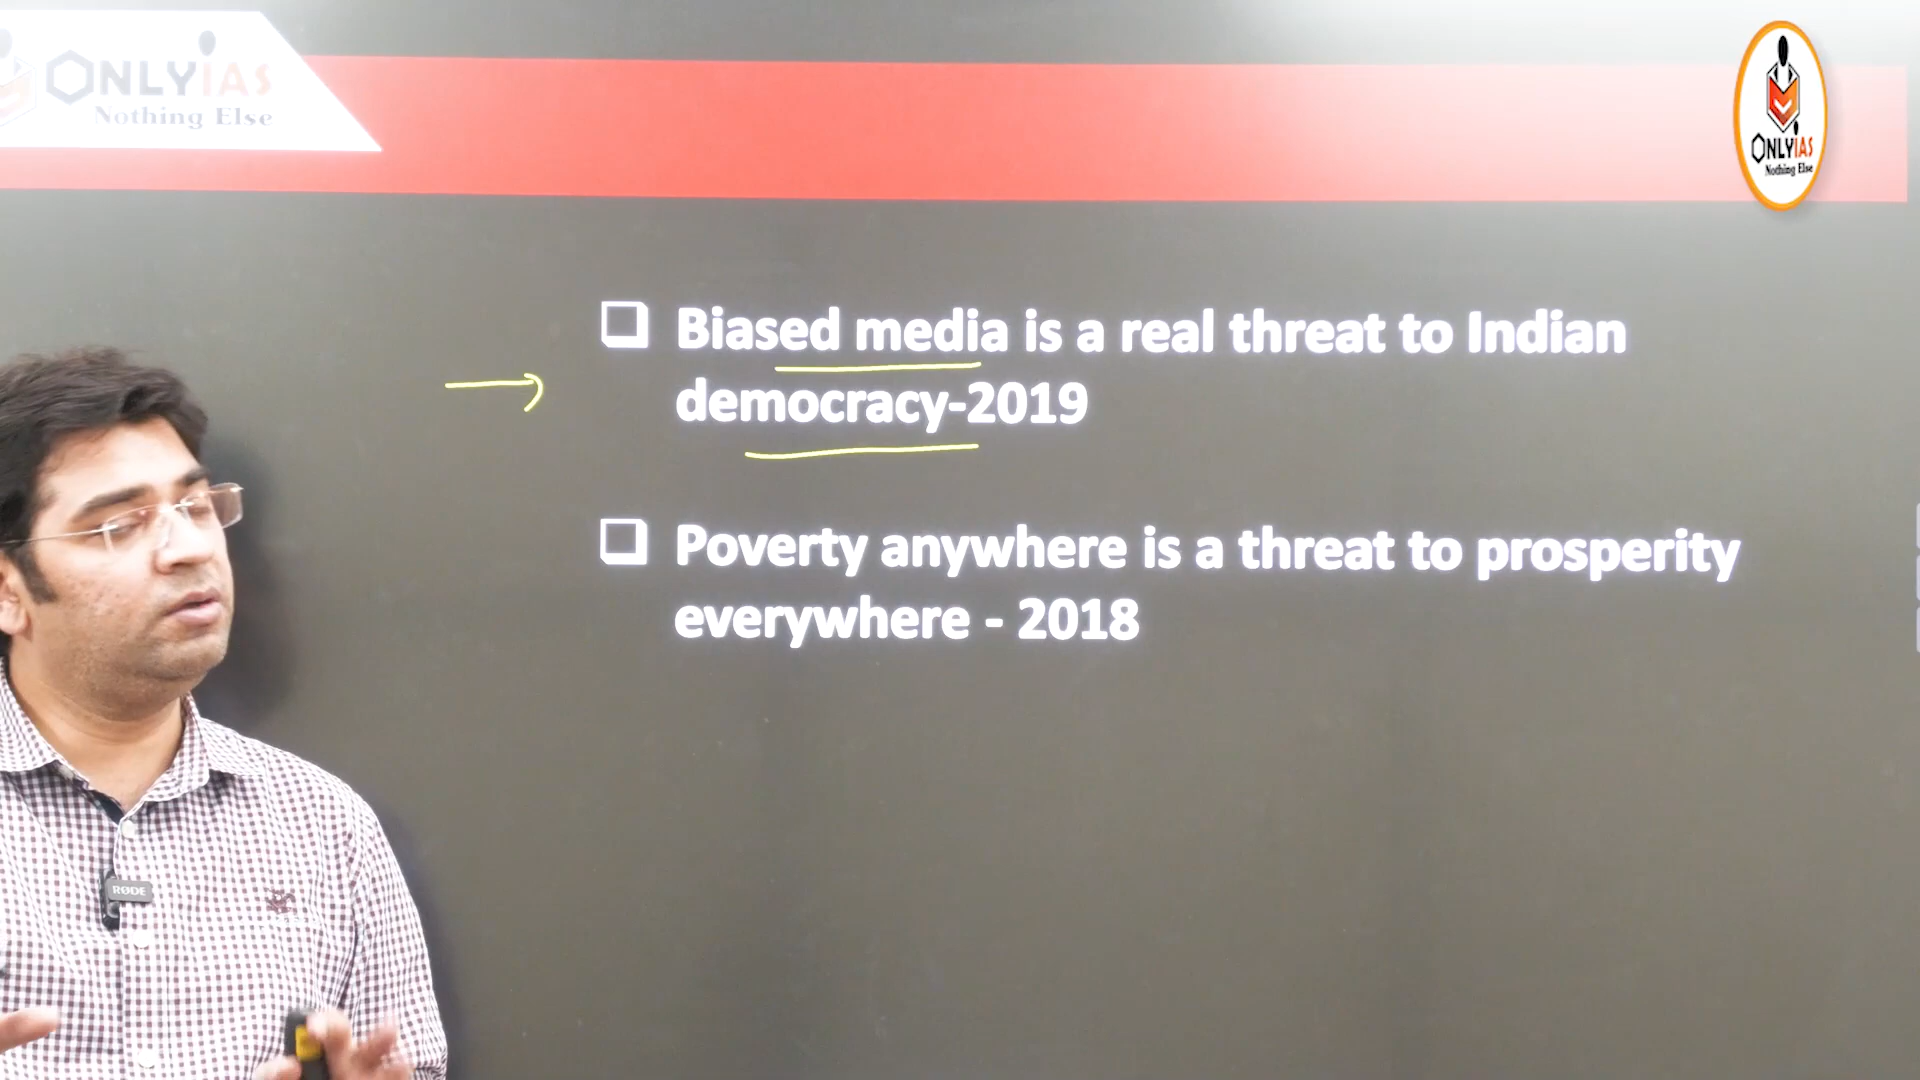 ONLYIAS
Nothing Else
ONLYIAS
Nothing Else
Biased media is a real threat to Indian
democracy-2019
Poverty anywhere is a threat to prosperity
everywhere - 2018
RØDE